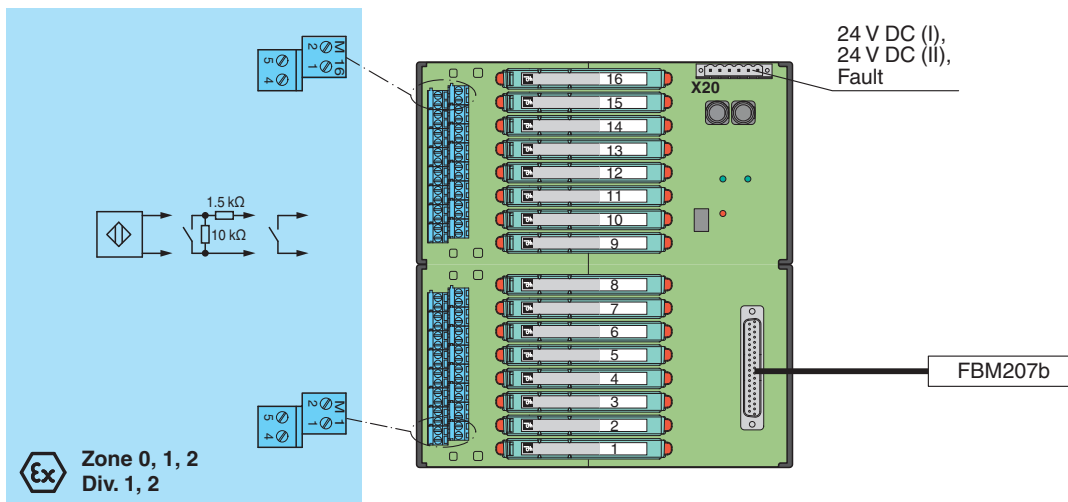 24 V DC (I),
24 V DC (II),
Fault
X20
M 16
2 1
5 4
16
15
14
13
12
11
10
9
1.5 kΩ
10 kΩ
8
7
6
5
4
3
2
1
FBM207b
M 1
2 1
5 4
Ex
Zone 0, 1, 2
Div. 1, 2